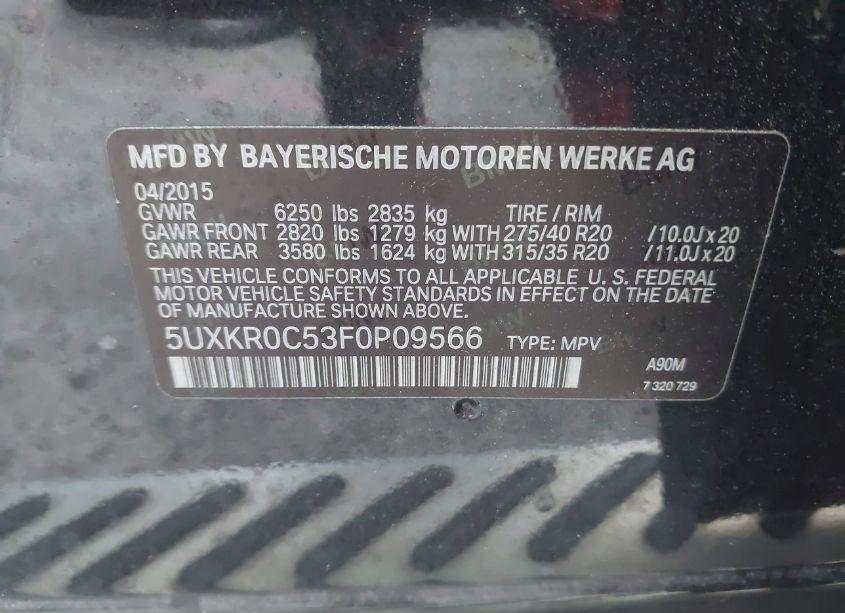 MFD BY BAYERISCHE MOTOREN WERKE AG
04/2015
GVWR 6250 lbs 2835 kg TIRE / RIM
GAWR FRONT 2820 lbs 1279 kg WITH 275/40 R20 /10.0J x 20
GAWR REAR 3580 lbs 1624 kg WITH 315/35 R20 /11.0J x 20
THIS VEHICLE CONFORMS TO ALL APPLICABLE U. S. FEDERAL
MOTOR VEHICLE SAFETY STANDARDS IN EFFECT ON THE DATE
OF MANUFACTURE SHOWN ABOVE.
5UXKR0C53F0P09566 TYPE: MPV
A90M
7 320 729